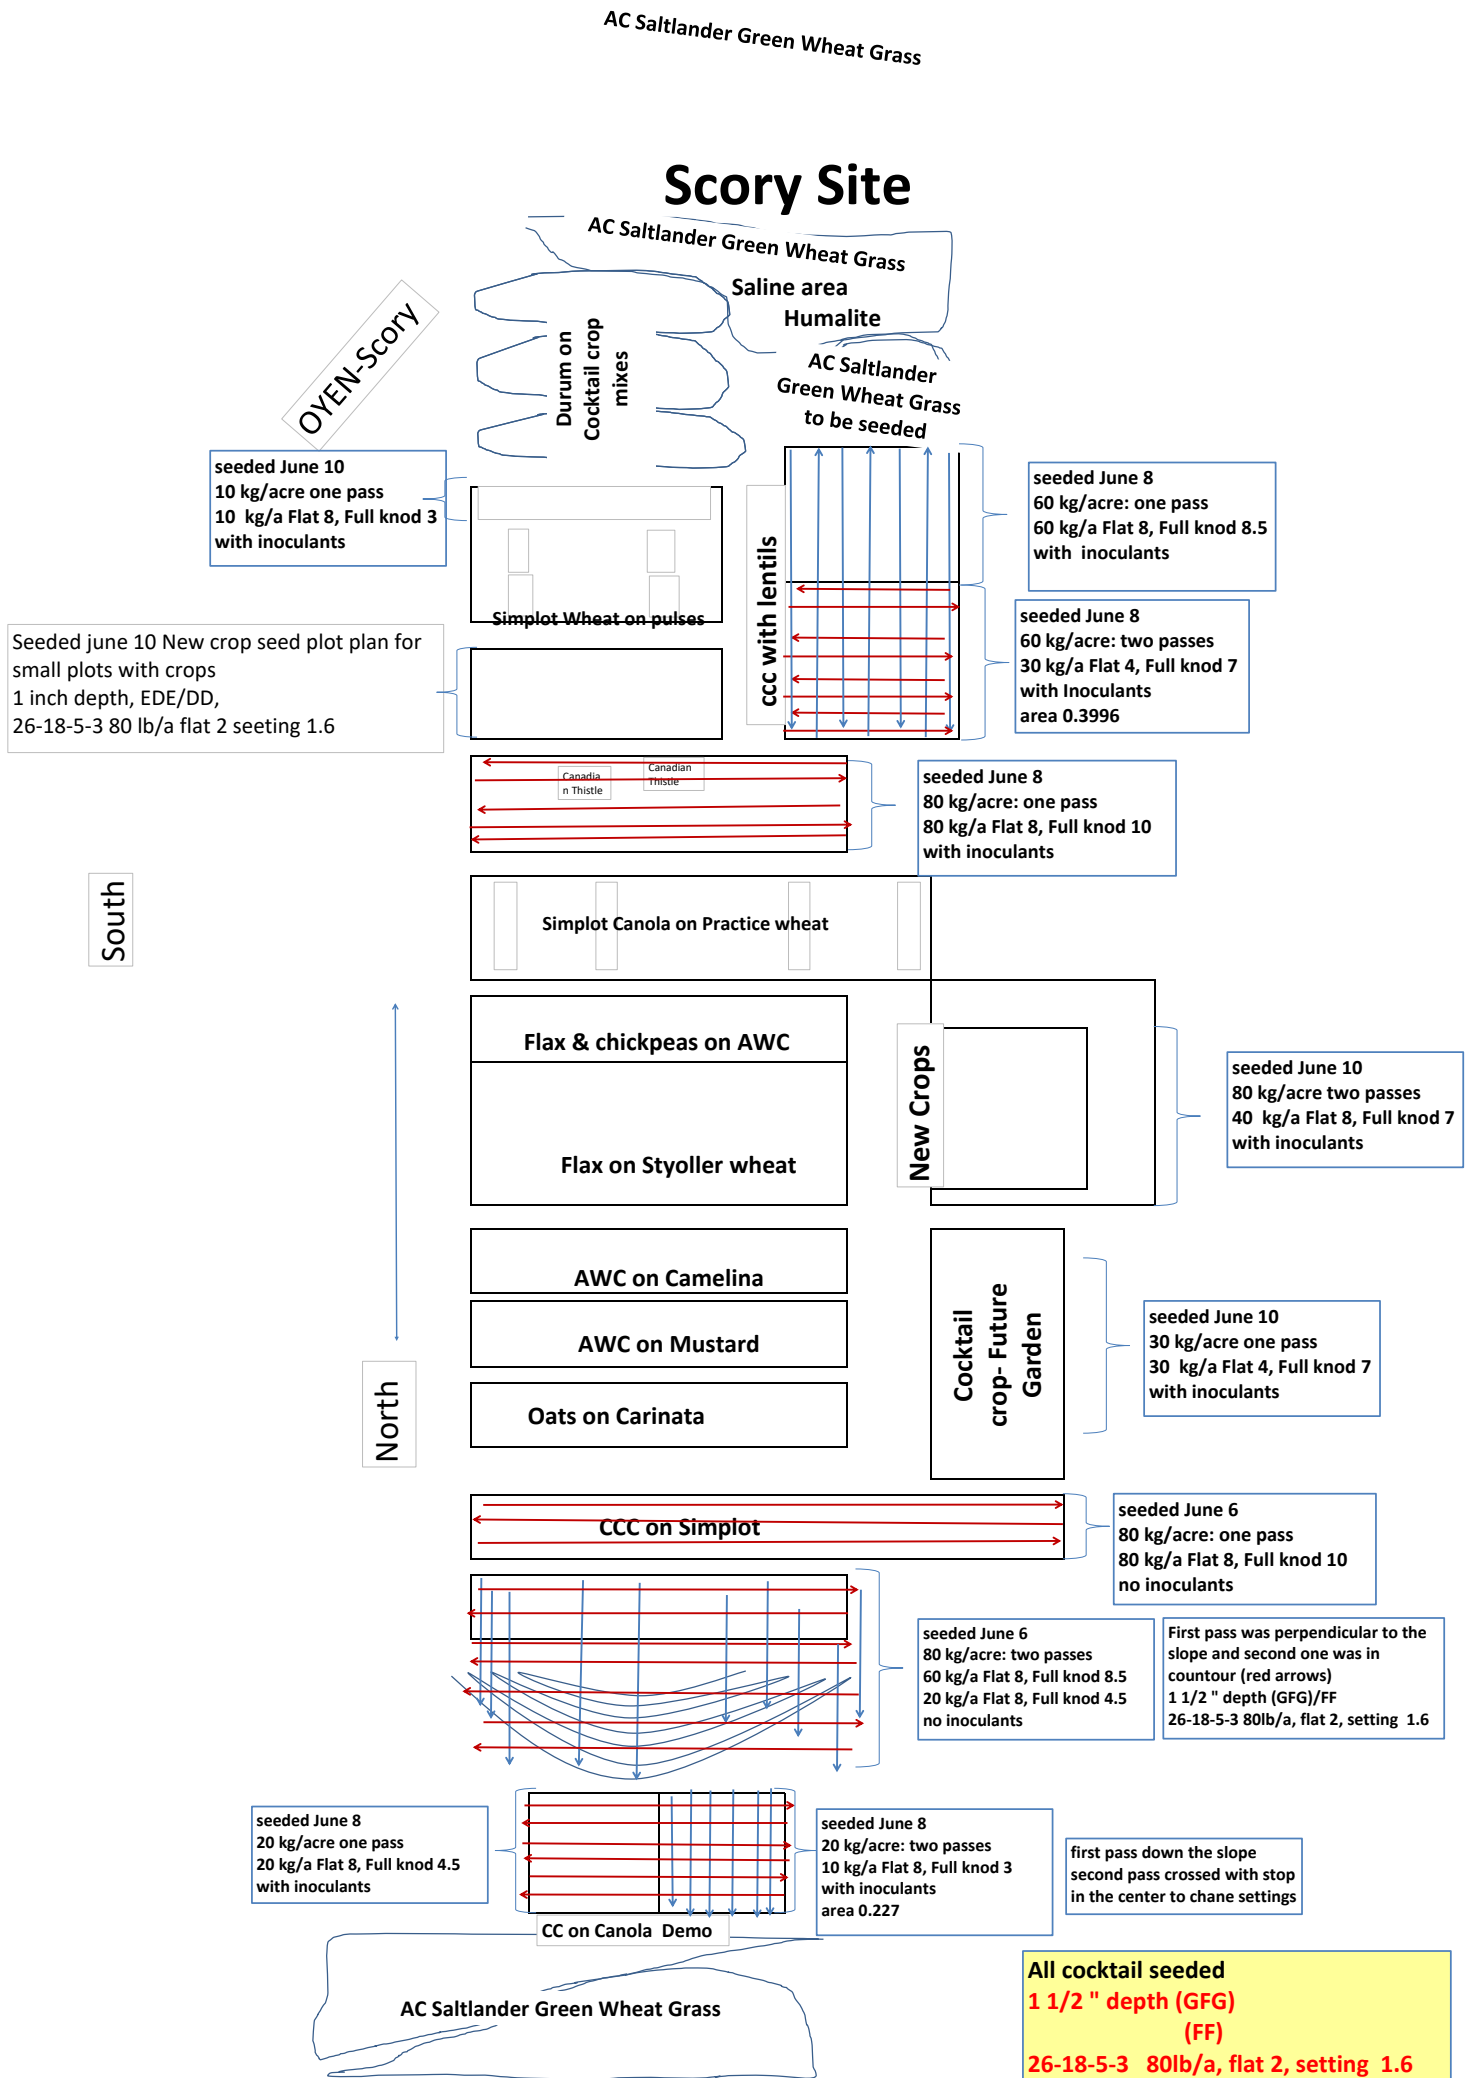 AC Saltlander Green Wheat Grass
Scory Site
AC Saltlander Green Wheat Grass
Saline area
Humalite
OYEN-Scory
Durum on
Cocktail crop
mixes
AC Saltlander
Green Wheat Grass
to be seeded
seeded June 10
10 kg/acre one pass
10  kg/a Flat 8, Full knod 3
with inoculants
seeded June 8
60 kg/acre: one pass
60 kg/a Flat 8, Full knod 8.5
with  inoculants
ccc with lentils
Simplot Wheat on pulses
seeded June 8
60 kg/acre: two passes
30 kg/a Flat 4, Full knod 7
with Inoculants
area 0.3996
Seeded june 10 New crop seed plot plan for
small plots with crops
1 inch depth, EDE/DD,
26-18-5-3 80 lb/a flat 2 seeting 1.6
Canadia
n Thistle
Canadian
Thistle
seeded June 8
80 kg/acre: one pass
80 kg/a Flat 8, Full knod 10
with inoculants
South
Simplot Canola on Practice wheat
Flax & chickpeas on AWC
New Crops
seeded June 10
80 kg/acre two passes
40  kg/a Flat 8, Full knod 7
with inoculants
Flax on Styoller wheat
AWC on Camelina
AWC on Mustard
Oats on Carinata
Cocktail
crop- Future
Garden
seeded June 10
30 kg/acre one pass
30  kg/a Flat 4, Full knod 7
with inoculants
North
CCC on Simplot
seeded June 6
80 kg/acre: one pass
80 kg/a Flat 8, Full knod 10
no inoculants
seeded June 6
80 kg/acre: two passes
60 kg/a Flat 8, Full knod 8.5
20 kg/a Flat 8, Full knod 4.5
no inoculants
First pass was perpendicular to the
slope and second one was in
countour (red arrows)
1 1/2 " depth (GFG)/FF
26-18-5-3 80lb/a, flat 2, setting  1.6
seeded June 8
20 kg/acre one pass
20 kg/a Flat 8, Full knod 4.5
with inoculants
seeded June 8
20 kg/acre: two passes
10 kg/a Flat 8, Full knod 3
with inoculants
area 0.227
first pass down the slope
second pass crossed with stop
in the center to chane settings
CC on Canola  Demo
AC Saltlander Green Wheat Grass
All cocktail seeded
1 1/2 " depth (GFG)
(FF)
26-18-5-3   80lb/a, flat 2, setting  1.6